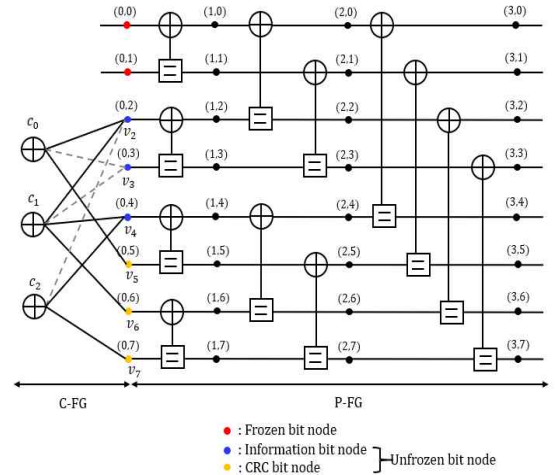 (0,0) (1,0) (2,0) (3,0)
(0,1) (1,1) (2,1) (3,1)
(0,2) (1,2) (2,2) (3,2)
c0 v2
(0,3) (1,3) (2,3) (3,3)
v3
(0,4) (1,4) (2,4) (3,4)
c1 v4
(0,5) (1,5) (2,5) (3,5)
v5
c2
(0,6) (1,6) (2,6) (3,6)
v6
(0,7) (1,7) (2,7) (3,7)
v7
C-FG P-FG
: Frozen bit node
: Information bit node
: CRC bit node
Unfrozen bit node